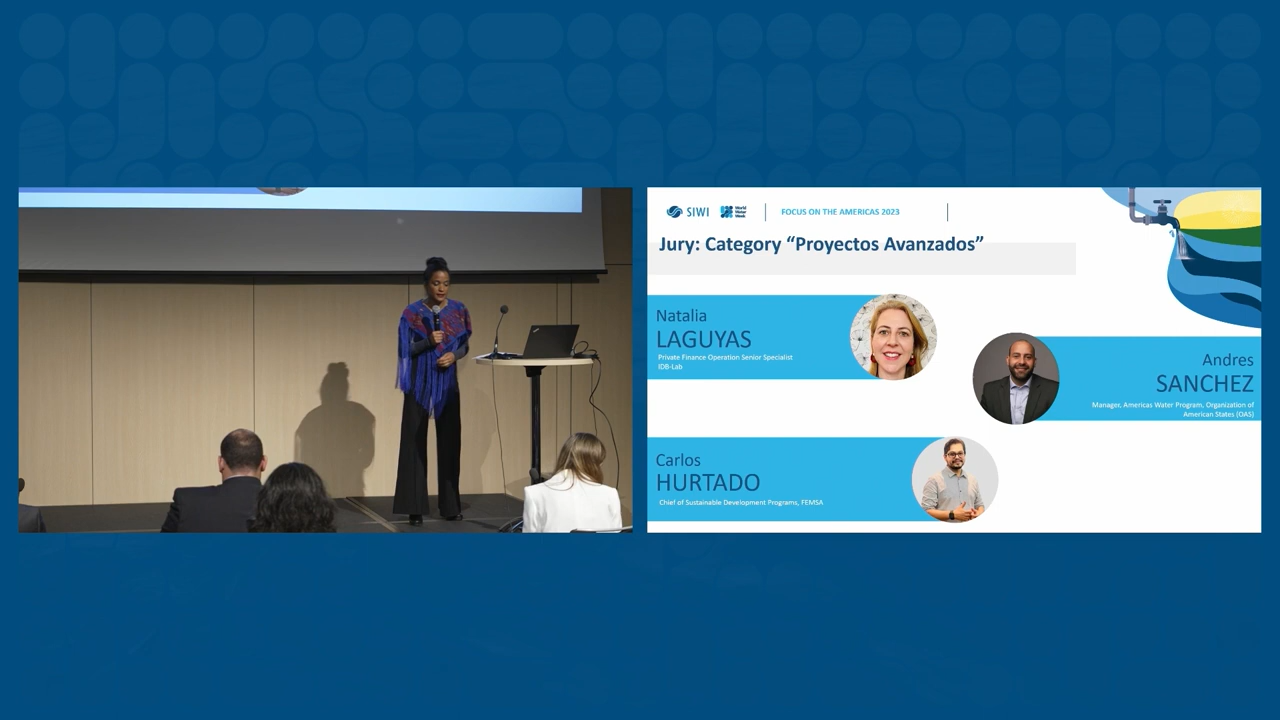 SIWI
World
Water
Week
FOCUS ON THE AMERICAS 2023
Jury: Category “Proyectos Avanzados”
Natalia
LAGUYAS
Private Finance Operation Senior Specialist
IDB-Lab
Andres
SANCHEZ
Manager, Americas Water Program, Organization of
American States (OAS)
Carlos
HURTADO
Chief of Sustainable Development Programs, FEMSA